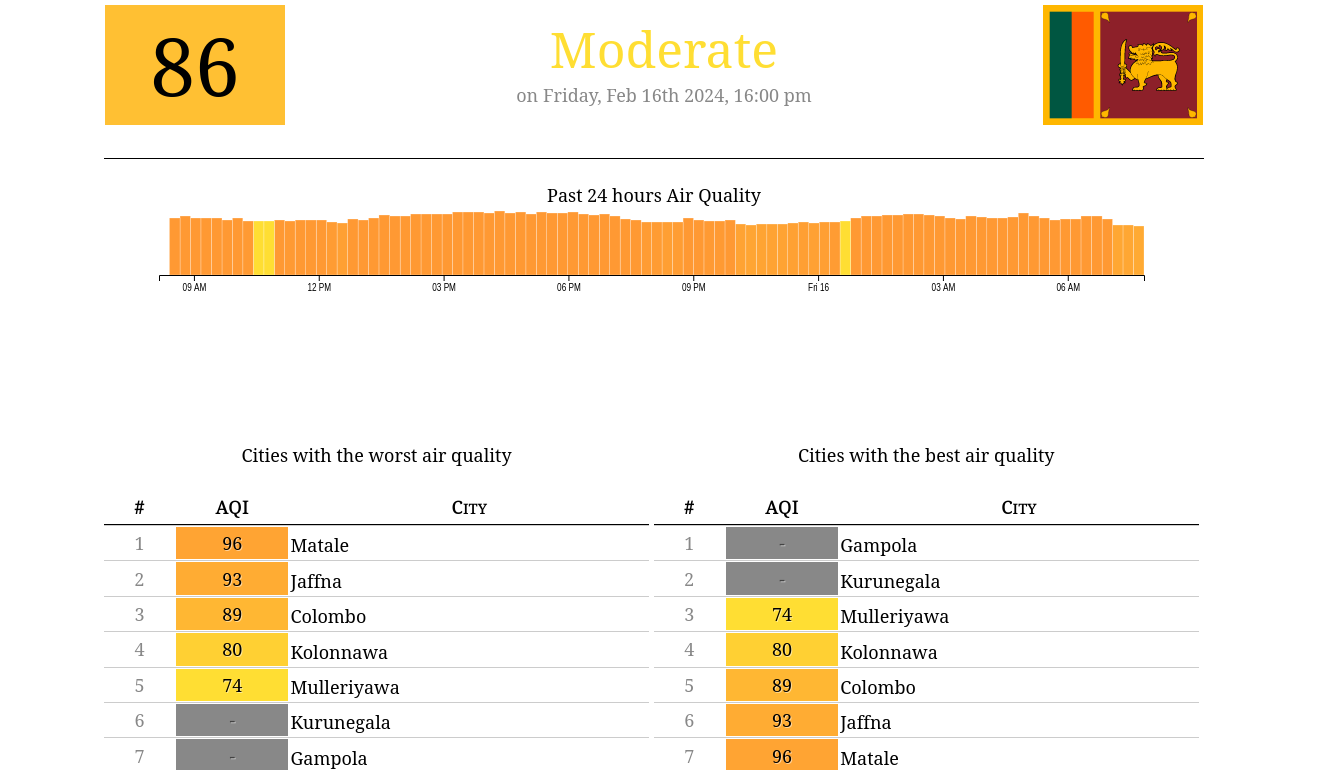 86
Moderate
on Friday, Feb 16th 2024, 16:00 pm
Past 24 hours Air Quality
09 AM 12 PM 03 PM 06 PM 09 PM Fri 16 03 AM 06 AM
Cities with the worst air quality
# AQI City
1 96 Matale
2 93 Jaffna
3 89 Colombo
4 80 Kolonnawa
5 74 Mulleriyawa
6 - Kurunegala
7 - Gampola
Cities with the best air quality
# AQI City
1 - Gampola
2 - Kurunegala
3 74 Mulleriyawa
4 80 Kolonnawa
5 89 Colombo
6 93 Jaffna
7 96 Matale